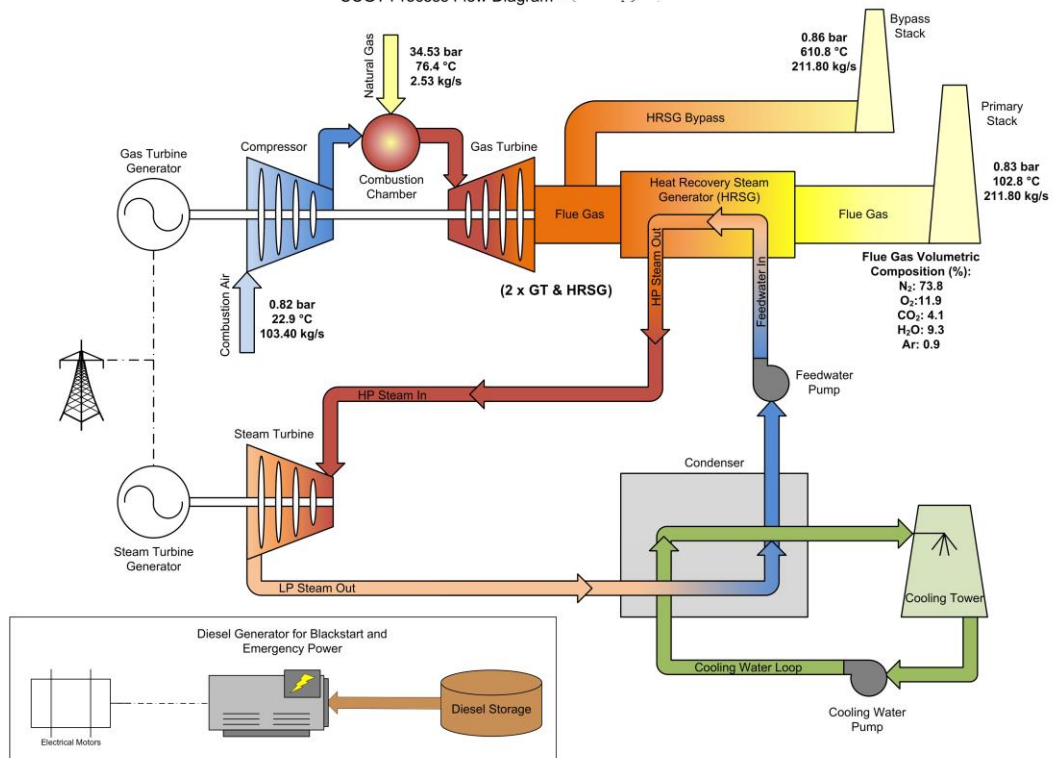 Bypass
Stack
0.86 bar
610.8 °C
211.80 kg/s
Natural Gas
34.53 bar
76.4 °C
2.53 kg/s
Primary
Stack
HRSG Bypass
Gas Turbine
Generator
Compressor
Combustion
Chamber
Gas Turbine
Heat Recovery Steam
Generator (HRSG)
0.83 bar
102.8 °C
211.80 kg/s
Flue Gas
Flue Gas
Flue Gas Volumetric
Composition (%):
N₂: 73.8
O₂:11.9
CO₂: 4.1
H₂O: 9.3
Ar: 0.9
(2 x GT & HRSG)
HP Steam Out
Feedwater In
Combustion Air
0.82 bar
22.9 °C
103.40 kg/s
Feedwater
Pump
HP Steam In
Steam Turbine
Condenser
Steam Turbine
Generator
LP Steam Out
Cooling Tower
Cooling Water Loop
Cooling Water
Pump
Diesel Generator for Blackstart and
Emergency Power
Diesel Storage
Electrical Motors